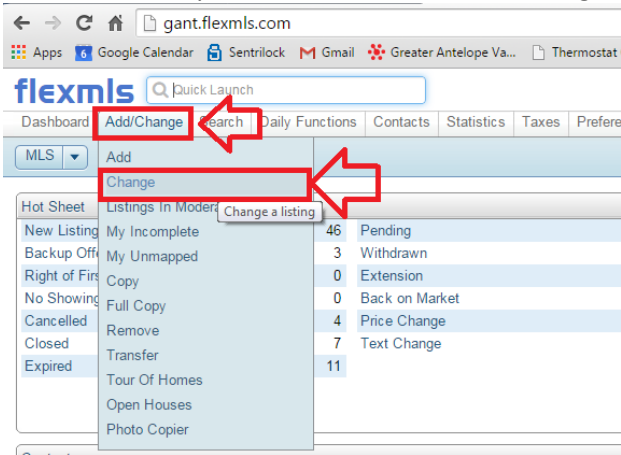 gant.flexmls.com
Apps 6 Google Calendar Sentrilock Gmail Greater Antelope Va... Thermostat
flexmls Quick Launch
Dashboard Add/Change Search Daily Functions Contacts Statistics Taxes Prefere
MLS Add
Change
Hot Sheet Listings In Modera Change a listing
New Listing My Incomplete 46 Pending
Backup Off My Unmapped 3 Withdrawn
Right of Firs Copy 0 Extension
No Showing Full Copy 0 Back on Market
Cancelled Remove 4 Price Change
Closed Transfer 7 Text Change
Expired 11
Tour Of Homes
Open Houses
Photo Copier